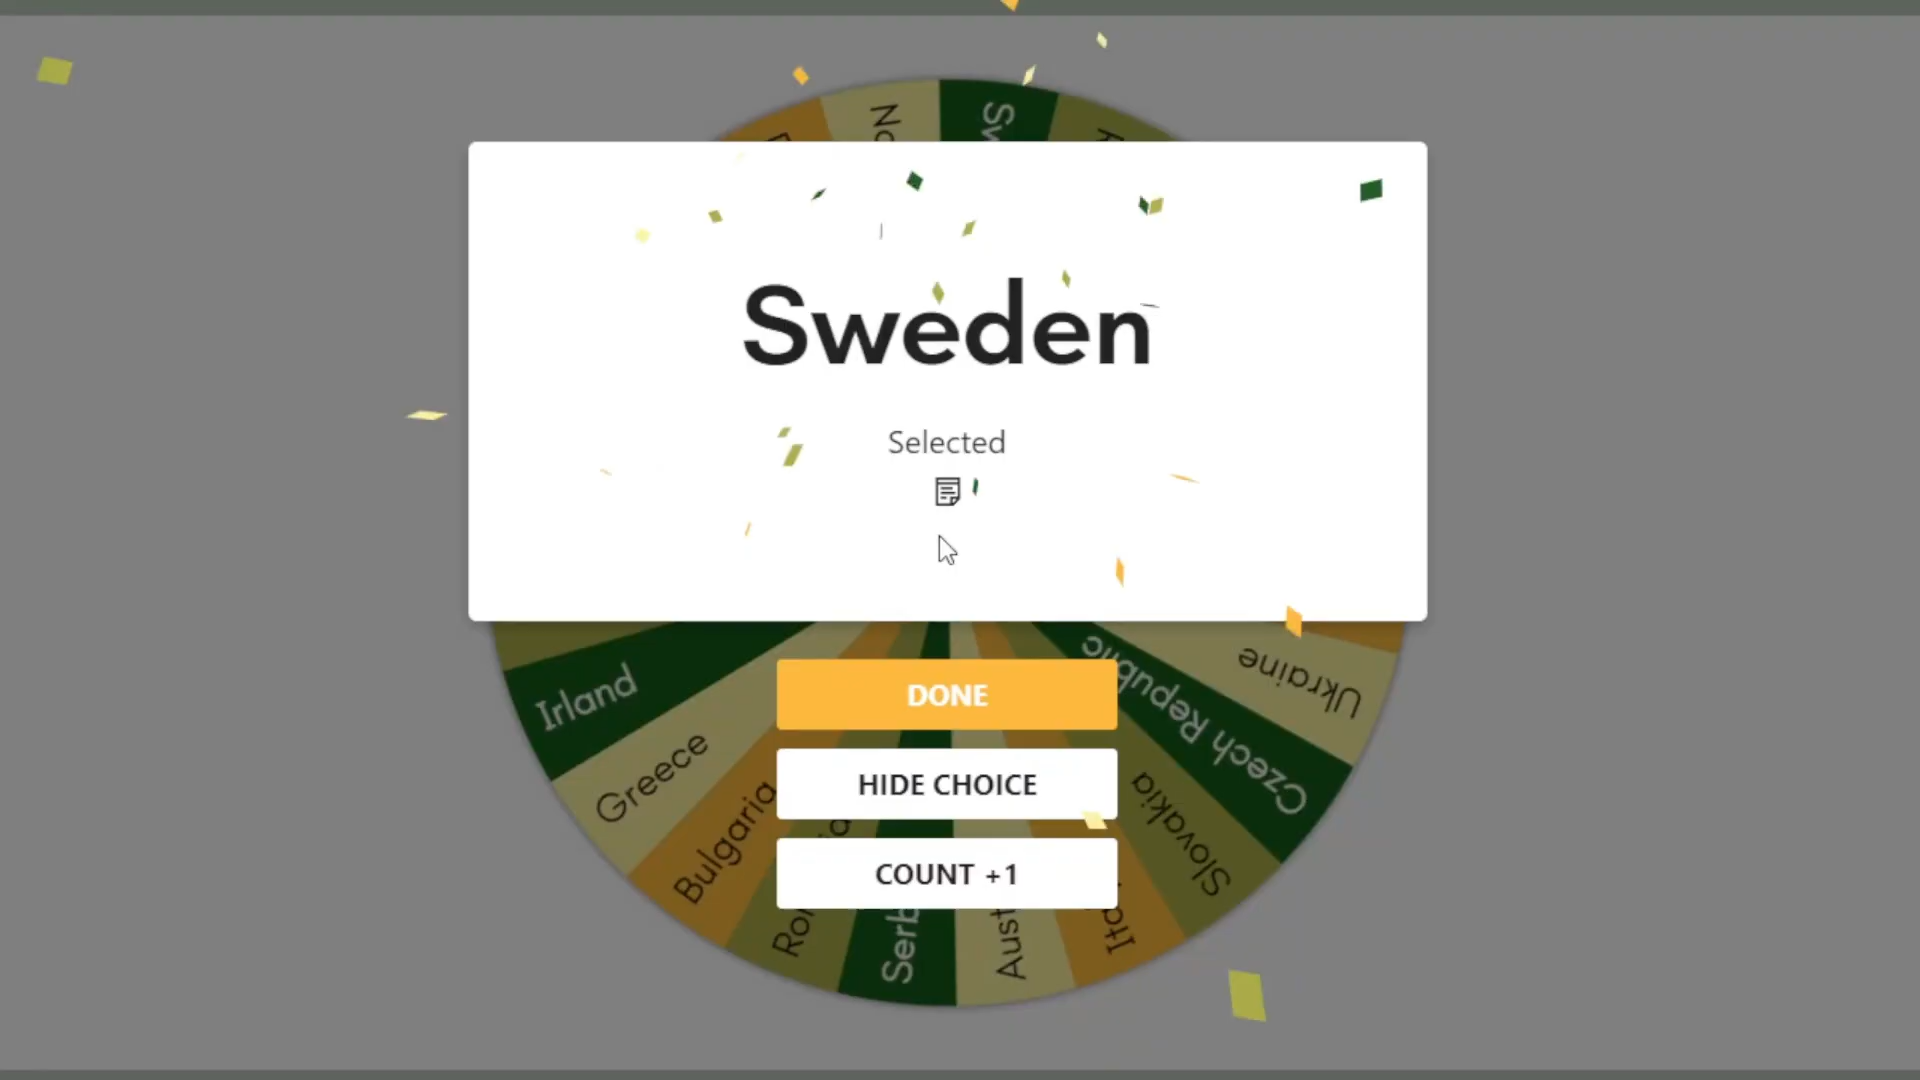 Sweden
Selected
DONE
HIDE CHOICE
COUNT +1
Irland
Greece
Bulgaria
Slovakia
Czech Republic
Ukraine